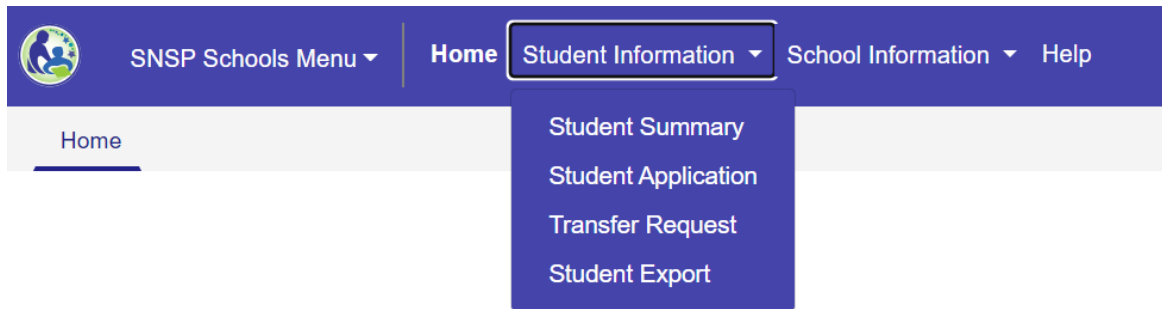 SNSP Schools Menu Home Student Information School Information Help
Home
Student Summary
Student Application
Transfer Request
Student Export